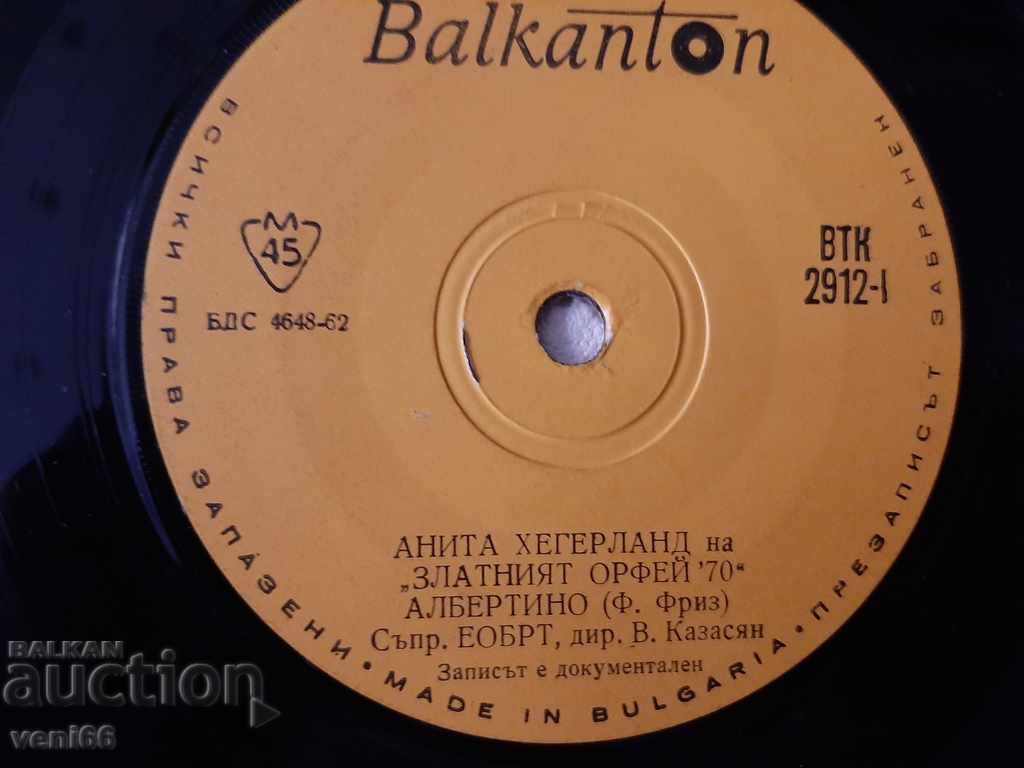 Balkanton
М
45
БДС 4648-62
ВТК
2912-I
АНИТА ХЕГЕРЛАНД на
„ЗЛАТНИЯТ ОРФЕЙ '70“
АЛБЕРТИНО (Ф. Фриз)
Съпр. ЕОБРТ, дир. В. Казасян
Записът е документален
ВСИЧКИ ПРАВА ЗАПАЗЕНИ • MADE IN BULGARIA • ПРЕЗАПИСЪТ ЗАБРАНЕН
BALKAN
auction
veni66